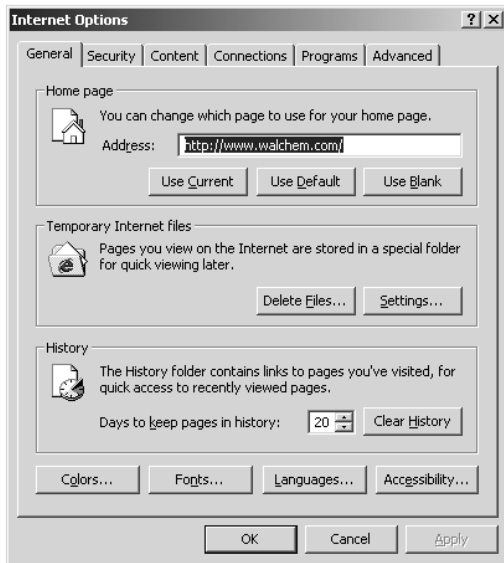 Internet Options
General Security Content Connections Programs Advanced
Home page
You can change which page to use for your home page.
Address: http://www.walchem.com/
Use Current Use Default Use Blank
Temporary Internet files
Pages you view on the Internet are stored in a special folder
for quick viewing later.
Delete Files... Settings...
History
The History folder contains links to pages you've visited, for
quick access to recently viewed pages.
Days to keep pages in history: 20 Clear History
Colors... Fonts... Languages... Accessibility...
OK Cancel Apply